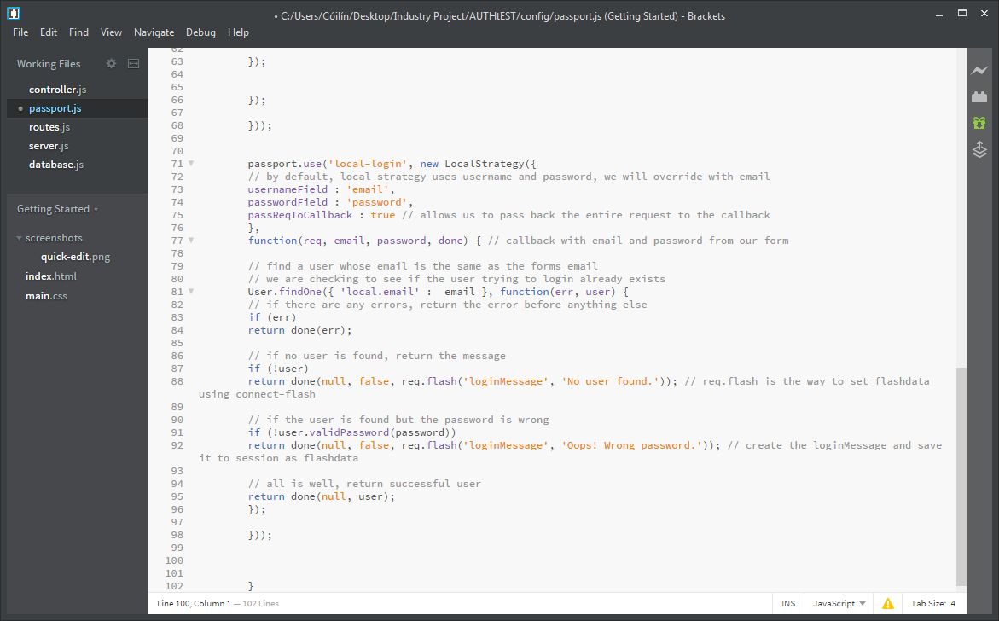 • C:/Users/Cóilín/Desktop/Industry Project/AUTHtEST/config/passport.js (Getting Started) - Brackets
File Edit Find View Navigate Debug Help
Working Files
controller.js
passport.js
routes.js
server.js
database.js
Getting Started
screenshots
quick-edit.png
index.html
main.css
62
63 });
64
65
66 });
67
68 }));
69
70
71 passport.use('local-login', new LocalStrategy({
72 // by default, local strategy uses username and password, we will override with email
73 usernameField : 'email',
74 passwordField : 'password',
75 passReqToCallback : true // allows us to pass back the entire request to the callback
76 },
77 function(req, email, password, done) { // callback with email and password from our form
78
79 // find a user whose email is the same as the forms email
80 // we are checking to see if the user trying to login already exists
81 User.findOne({ 'local.email' :  email }, function(err, user) {
82 // if there are any errors, return the error before anything else
83 if (err)
84 return done(err);
85
86 // if no user is found, return the message
87 if (!user)
88 return done(null, false, req.flash('loginMessage', 'No user found.')); // req.flash is the way to set flashdata
using connect-flash
89
90 // if the user is found but the password is wrong
91 if (!user.validPassword(password))
92 return done(null, false, req.flash('loginMessage', 'Oops! Wrong password.')); // create the loginMessage and save
it to session as flashdata
93
94 // all is well, return successful user
95 return done(null, user);
96 });
97
98 }));
99
100
101
102 }
Line 100, Column 1 — 102 Lines INS JavaScript Tab Size: 4